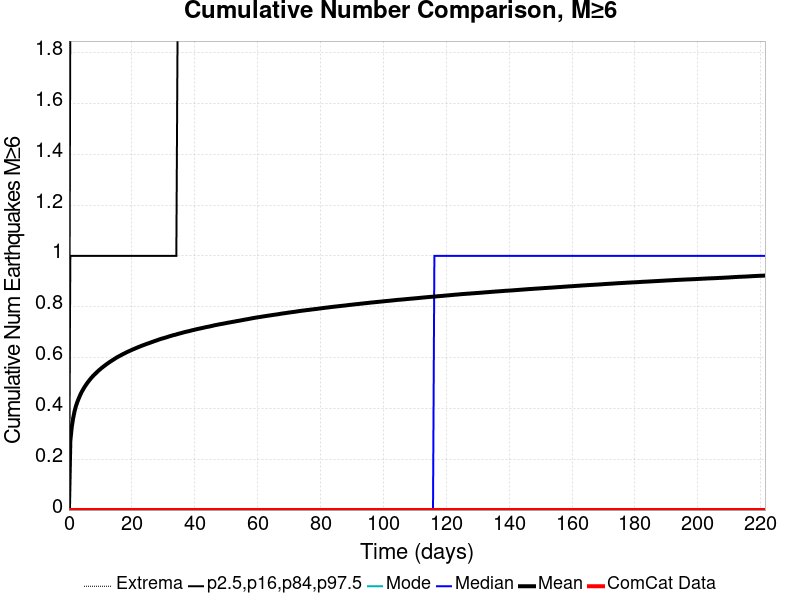 Cumulative Number Comparison, M≥6
Cumulative Num Earthquakes M≥6
1.8
1.6
1.4
1.2
1
0.8
0.6
0.4
0.2
0
0 20 40 60 80 100 120 140 160 180 200 220
Time (days)
Extrema p2.5,p16,p84,p97.5 Mode Median Mean ComCat Data